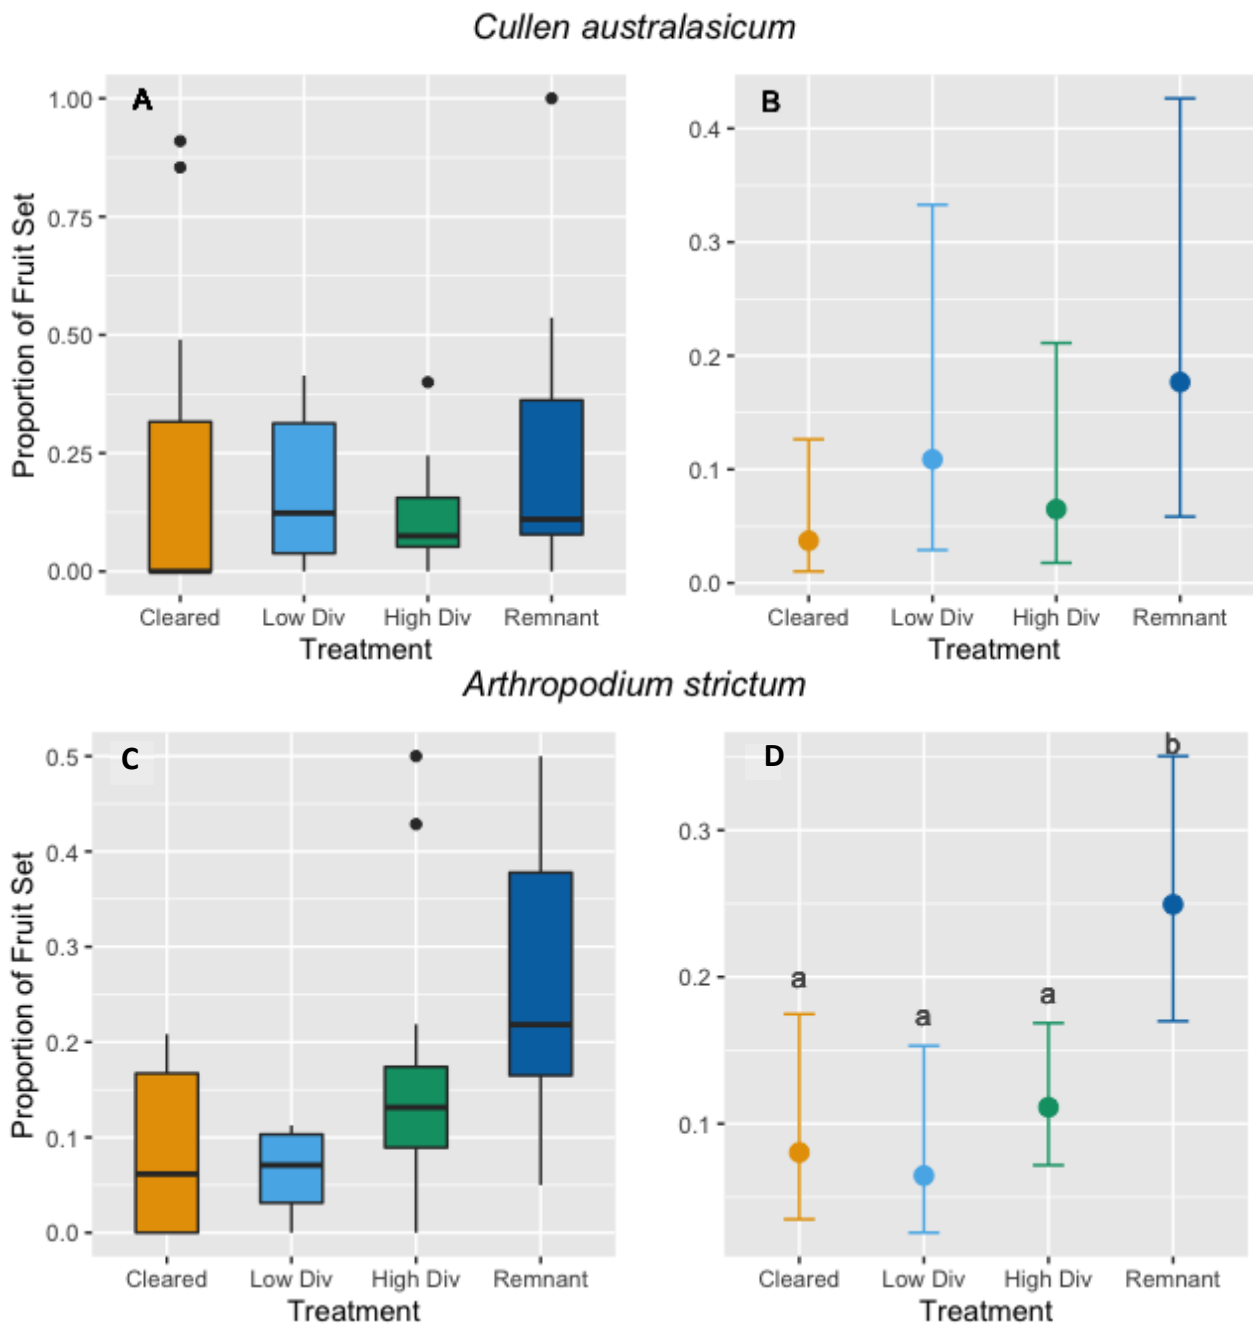 Cullen australasicum
A
Proportion of Fruit Set
1.00
0.75
0.50
0.25
0.00
Cleared Low Div High Div Remnant
Treatment
B
0.4
0.3
0.2
0.1
0.0
Cleared Low Div High Div Remnant
Treatment
Arthropodium strictum
C
Proportion of Fruit Set
0.5
0.4
0.3
0.2
0.1
0.0
Cleared Low Div High Div Remnant
Treatment
D
0.3
0.2
0.1
a a a b
Cleared Low Div High Div Remnant
Treatment